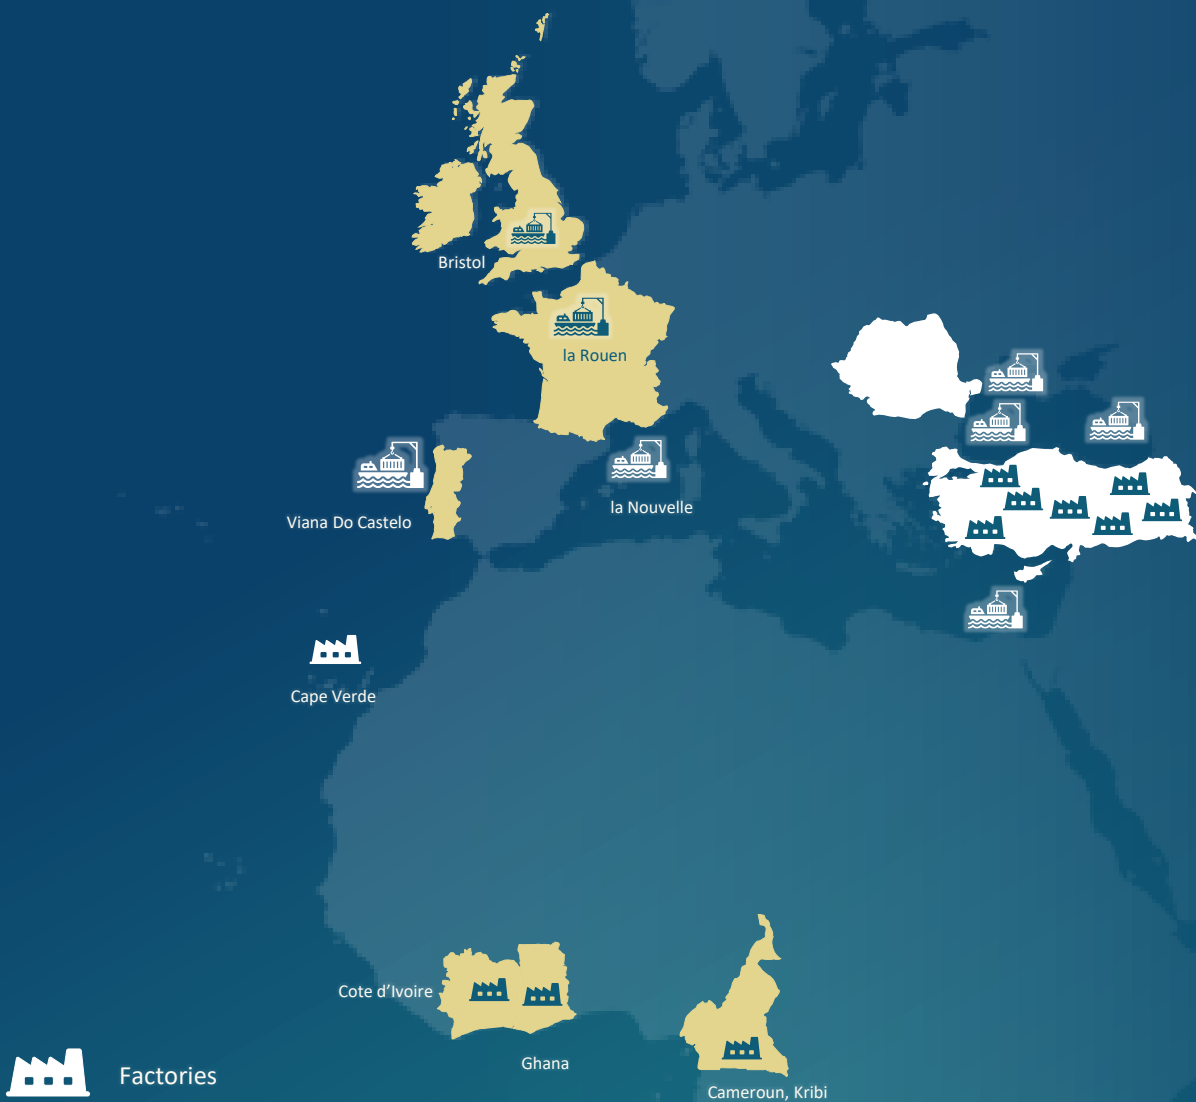 Bristol
la Rouen
la Nouvelle
Viana Do Castelo
Cape Verde
Cote d’Ivoire
Ghana
Factories
Cameroun, Kribi